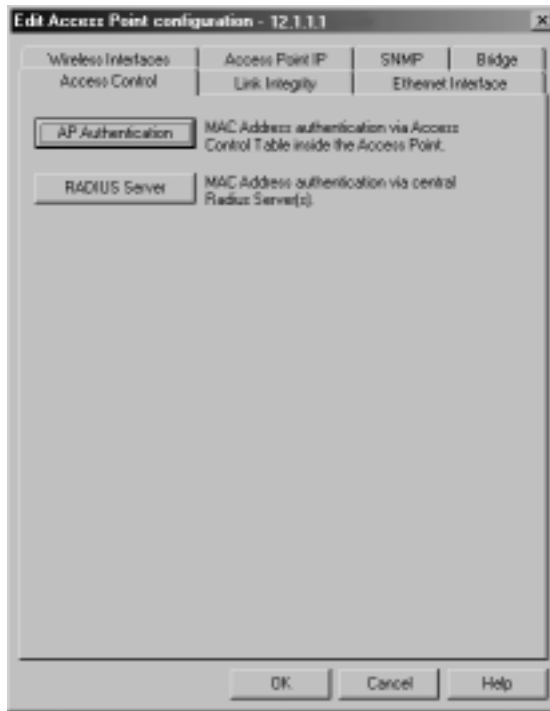 Edit Access Point configuration - 12.1.1.1
Wireless Interfaces Access Point IP SNMP Bridge
Access Control Link Integrity Ethernet Interface
AP Authentication
MAC Address authentication via Access
Control Table inside the Access Point.
RADIUS Server
MAC Address authentication via central
Radius Server(s).
OK Cancel Help